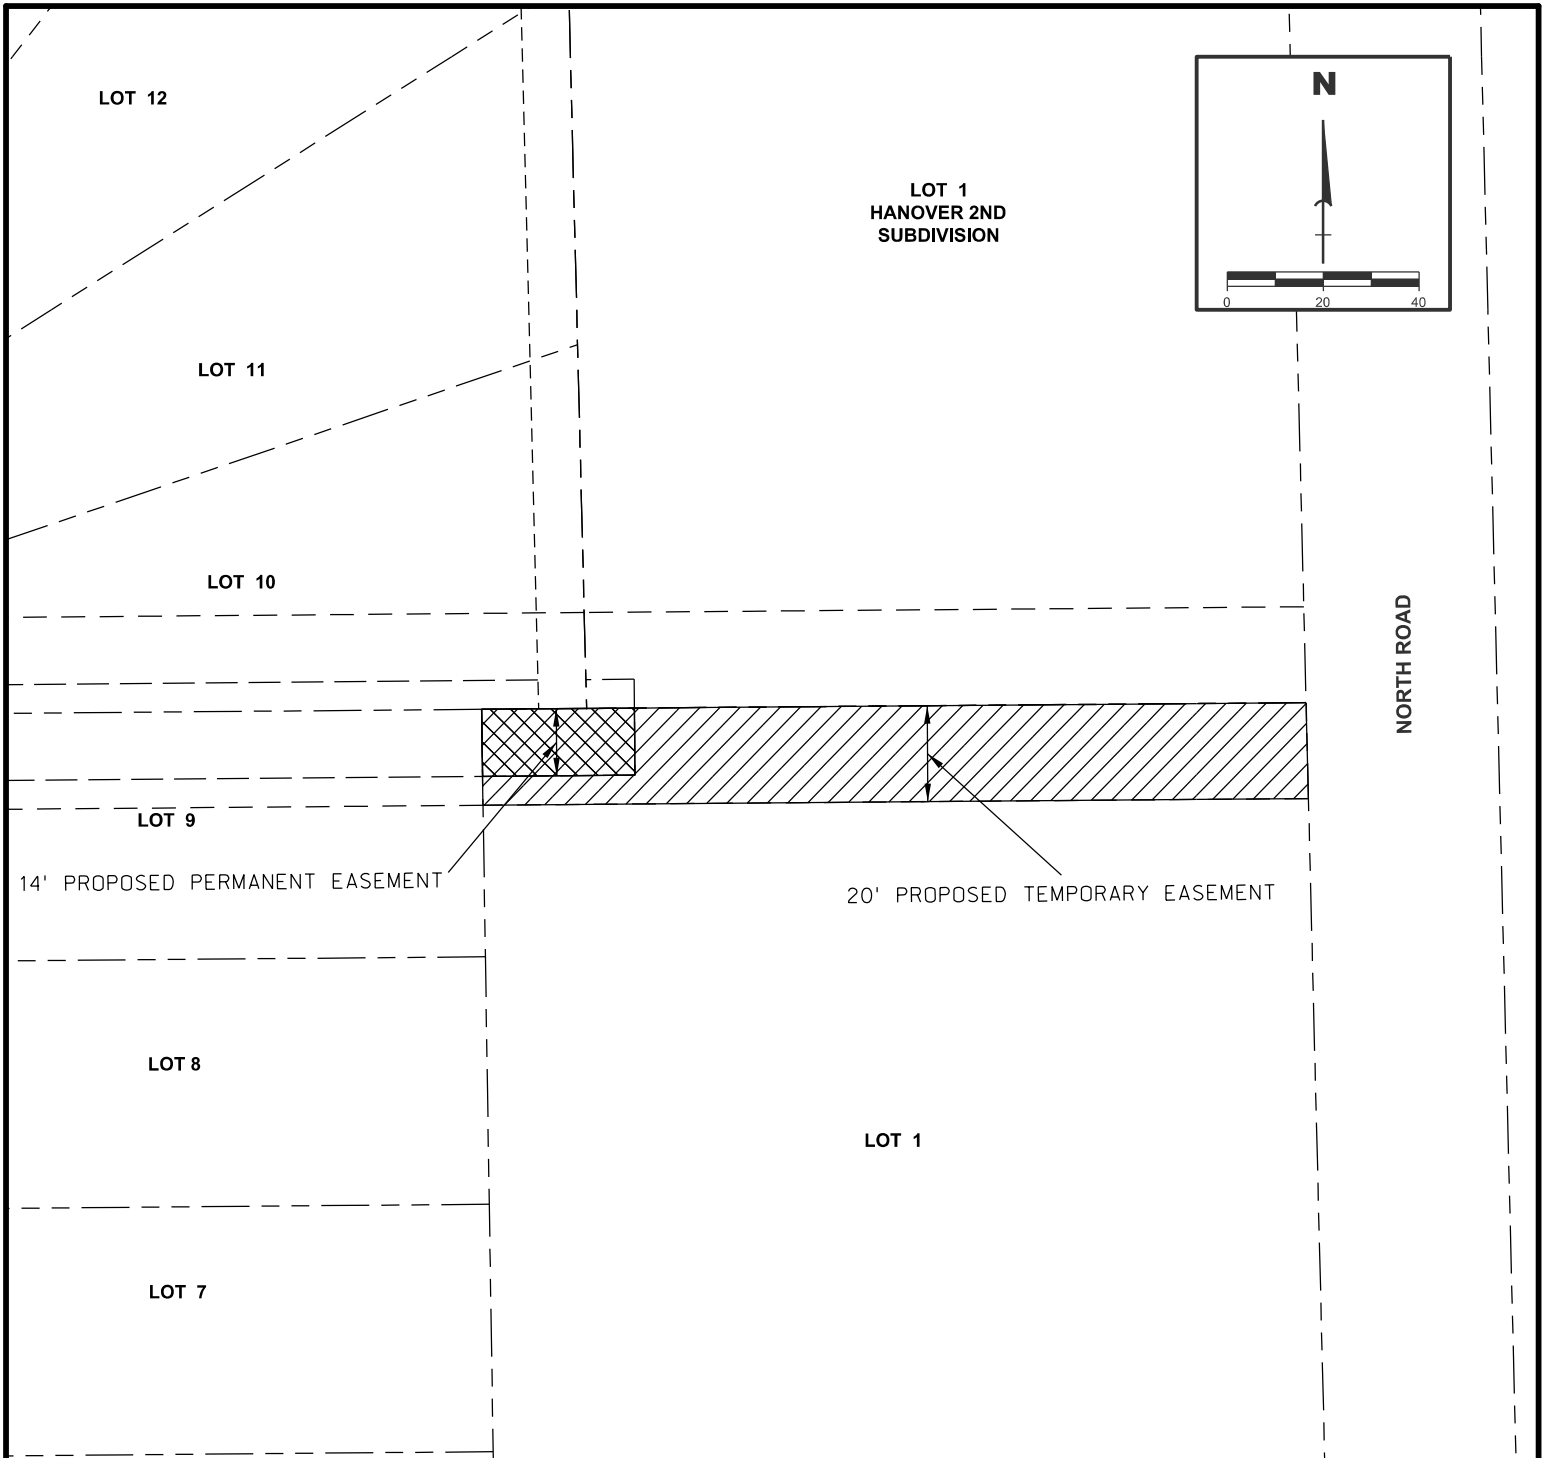 LOT 12
N
LOT 1
HANOVER 2ND
SUBDIVISION
0 20 40
LOT 11
LOT 10
NORTH ROAD
LOT 9
14' PROPOSED PERMANENT EASEMENT
20' PROPOSED TEMPORARY EASEMENT
LOT 8
LOT 1
LOT 7